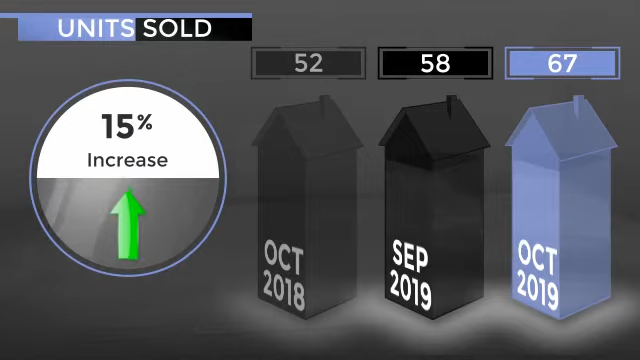 UNITS SOLD
52
58
67
15%
Increase
OCT
2018
SEP
2019
OCT
2019